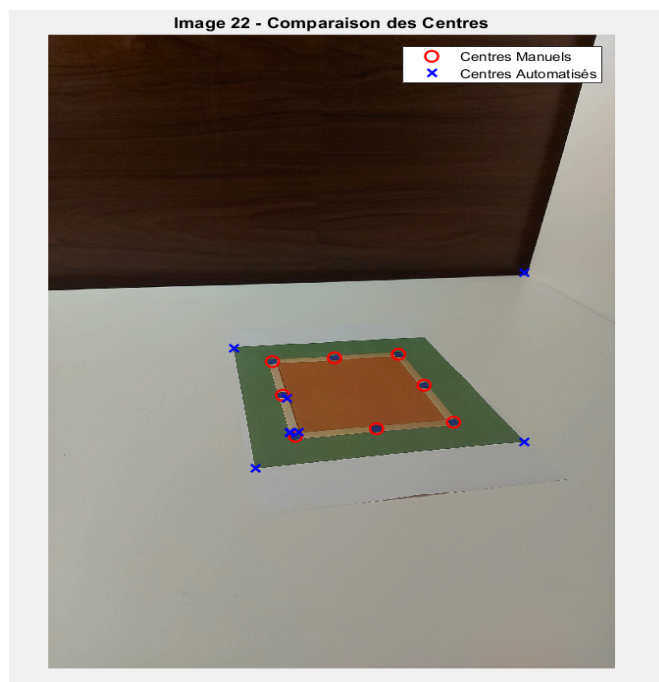 Image 22 - Comparaison des Centres
Centres Manuels
Centres Automatisés